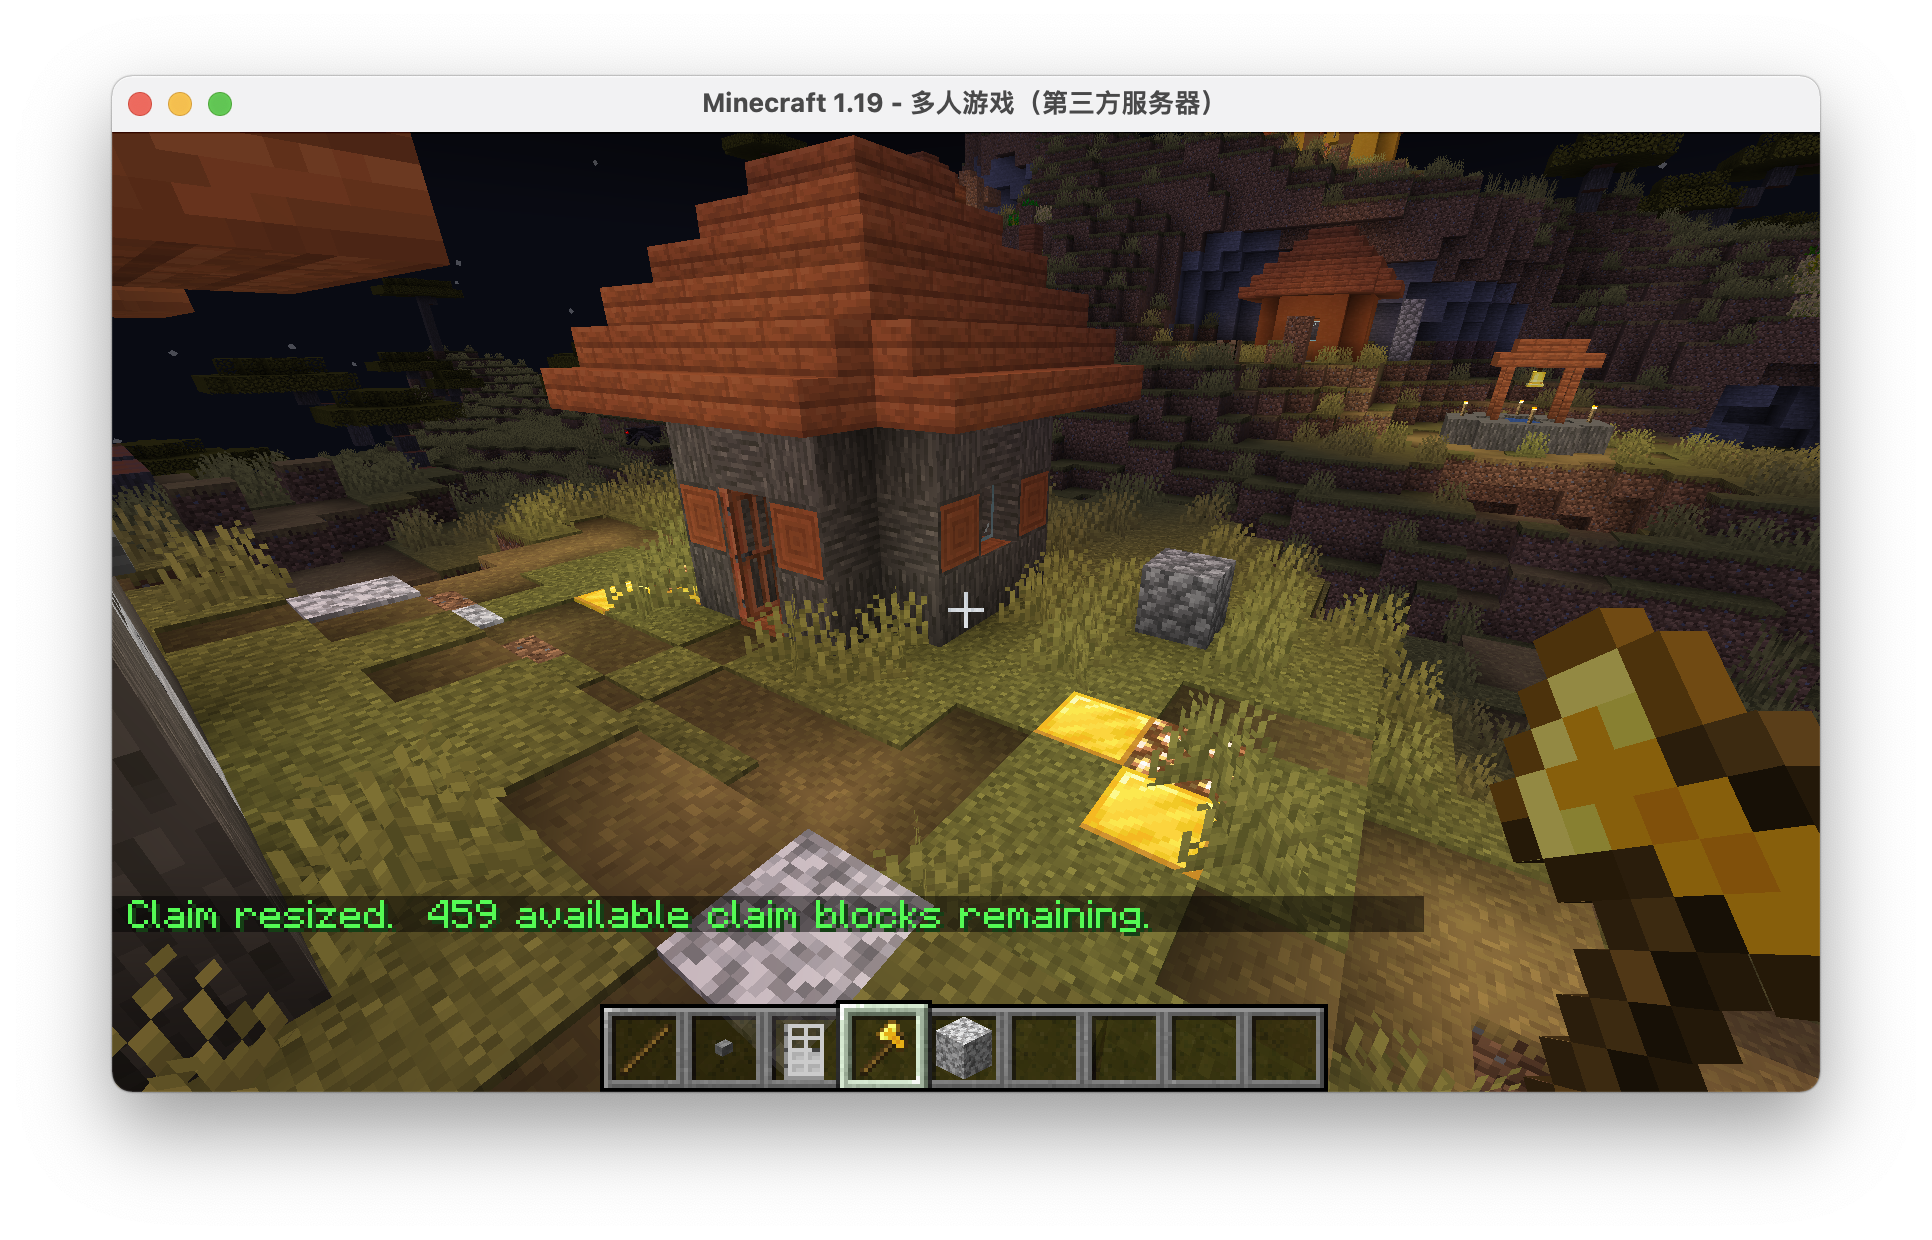 Minecraft 1.19 - 多人游戏（第三方服务器）
Claim resized.  459 available claim blocks remaining.